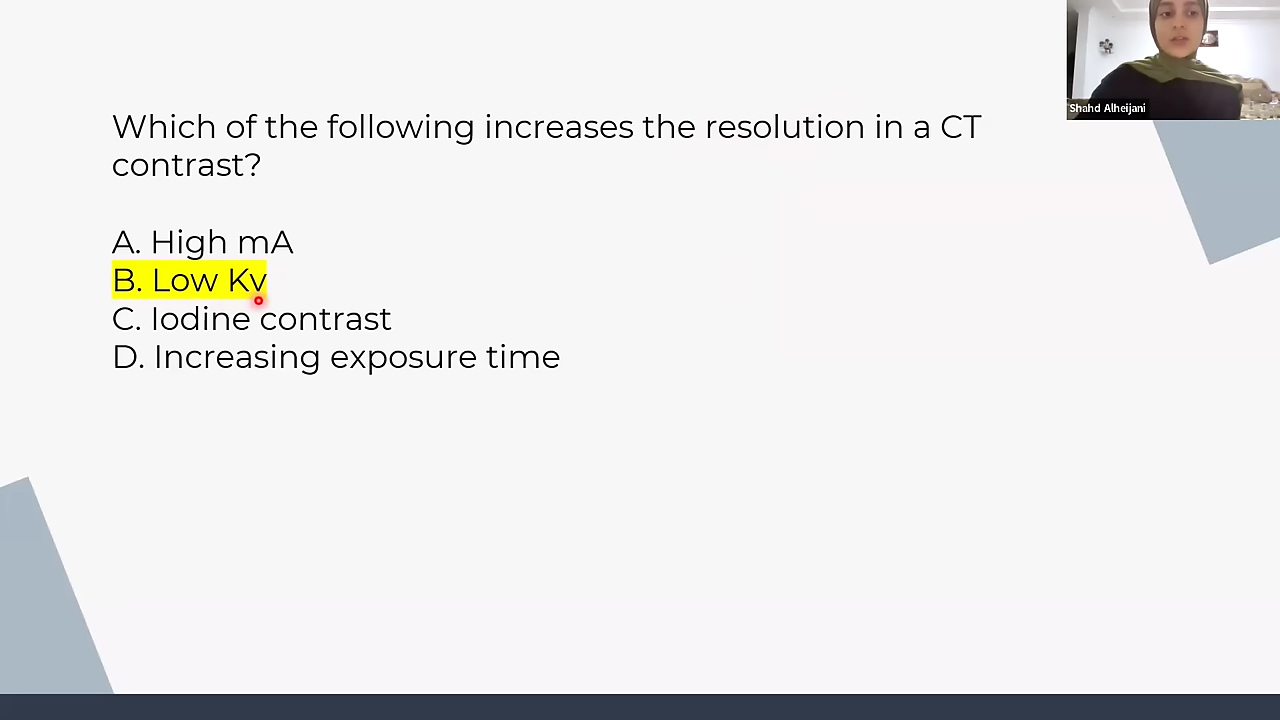 Shahd Alheijani
Which of the following increases the resolution in a CT
contrast?
A. High mA
B. Low Kv
C. Iodine contrast
D. Increasing exposure time